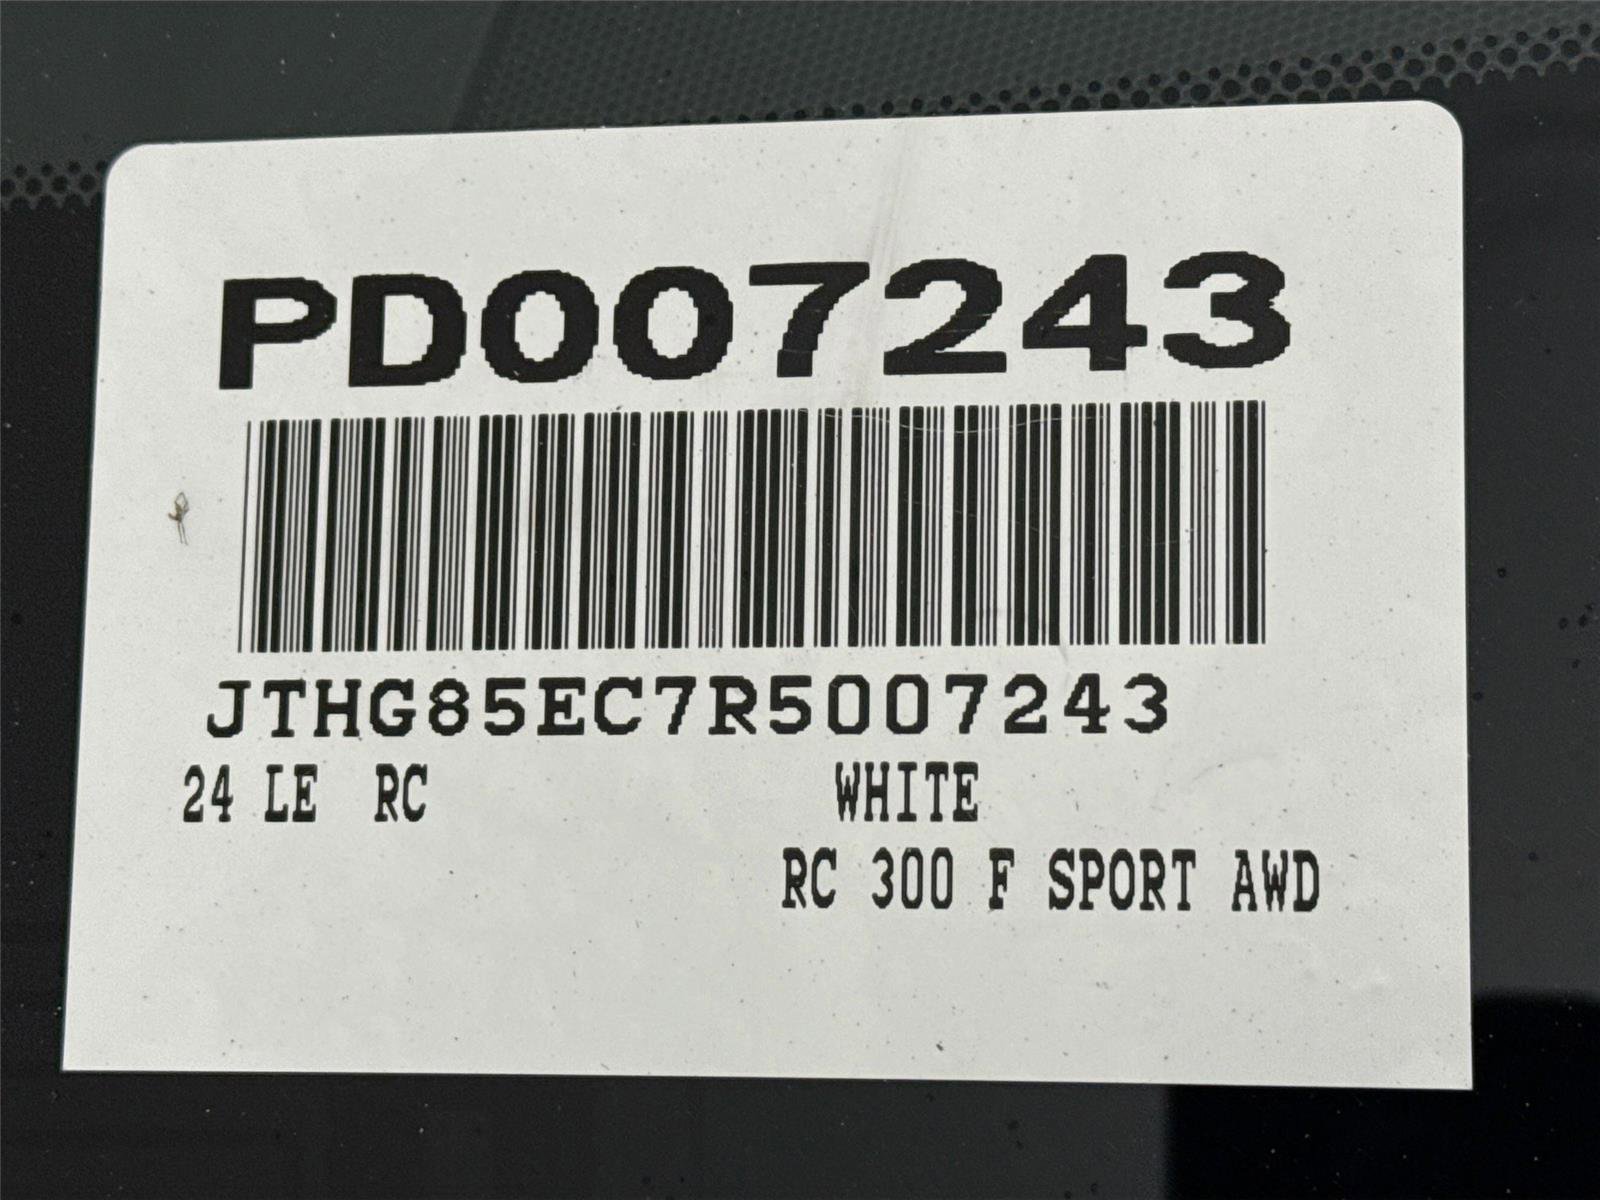 PD007243
JTHG85EC7R5007243
24 LE RC WHITE
RC 300 F SPORT AWD